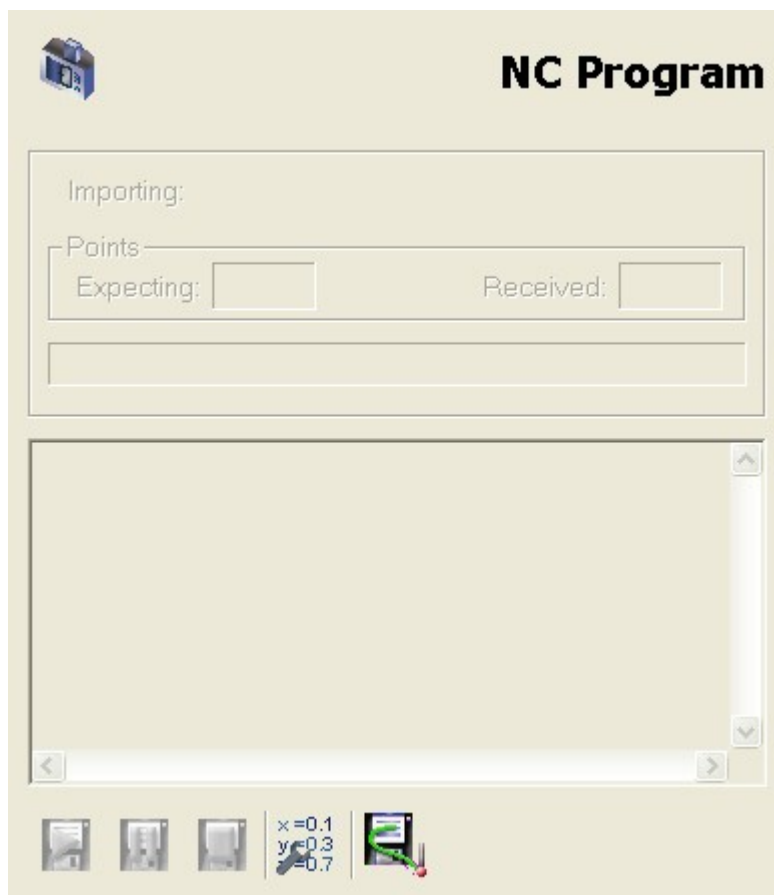 NC Program
Importing:
Points
Expecting:
Received:
x =0.1
y =0.3
=0.7